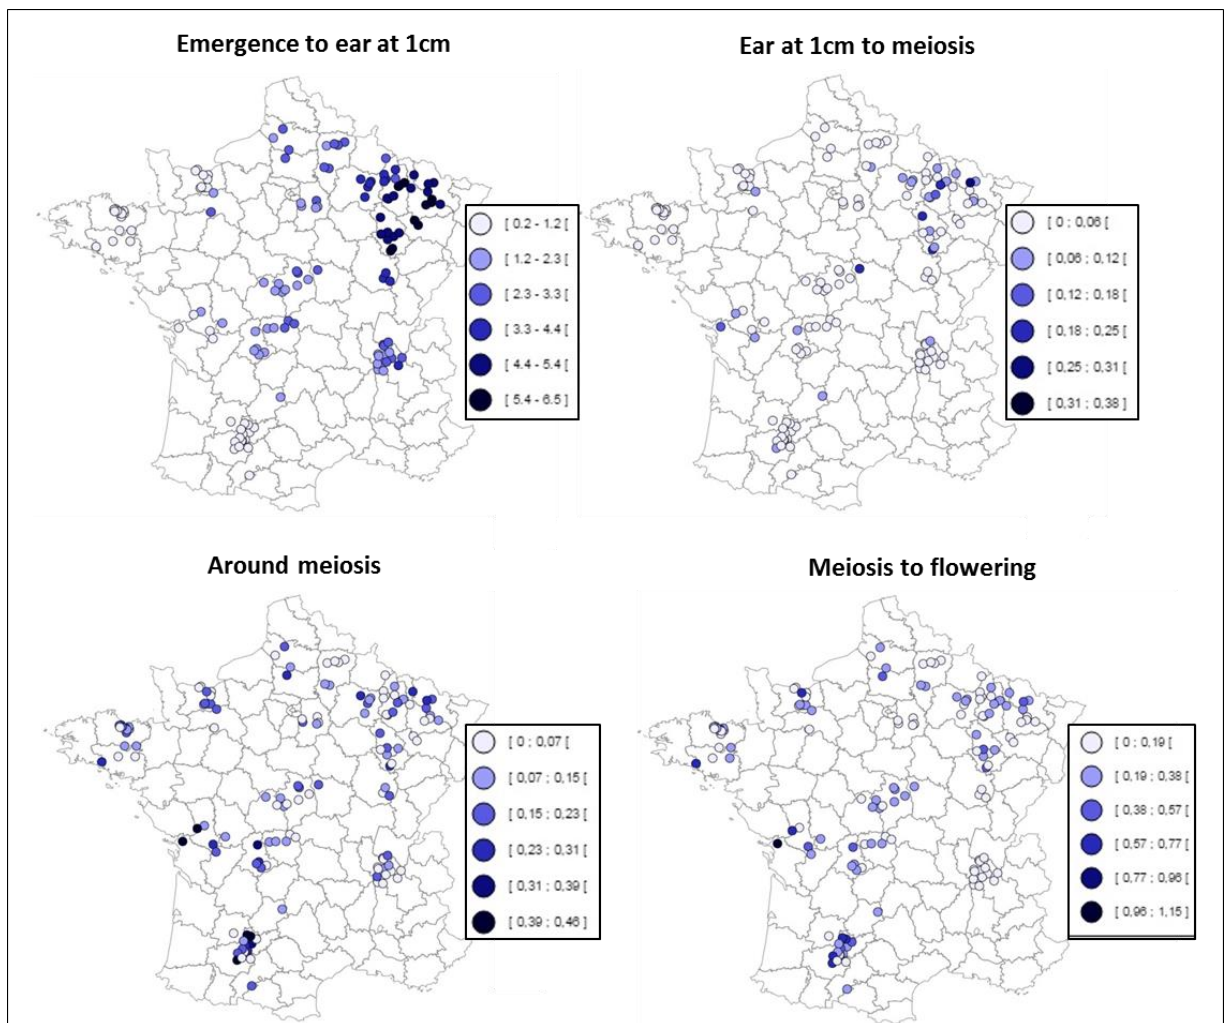 Emergence to ear at 1cm
Ear at 1cm to meiosis
[ 0.2 - 1.2 [
[ 1.2 - 2.3 [
[ 2.3 - 3.3 [
[ 3.3 - 4.4 [
[ 4.4 - 5.4 [
[ 5.4 - 6.5 ]
[ 0 ; 0,06 [
[ 0,06 ; 0,12 [
[ 0,12 ; 0,18 [
[ 0,18 ; 0,25 [
[ 0,25 ; 0,31 [
[ 0,31 ; 0,38 ]
Around meiosis
Meiosis to flowering
[ 0 ; 0,07 [
[ 0,07 ; 0,15 [
[ 0,15 ; 0,23 [
[ 0,23 ; 0,31 [
[ 0,31 ; 0,39 [
[ 0,39 ; 0,46 ]
[ 0 ; 0,19 [
[ 0,19 ; 0,38 [
[ 0,38 ; 0,57 [
[ 0,57 ; 0,77 [
[ 0,77 ; 0,96 [
[ 0,96 ; 1,15 ]